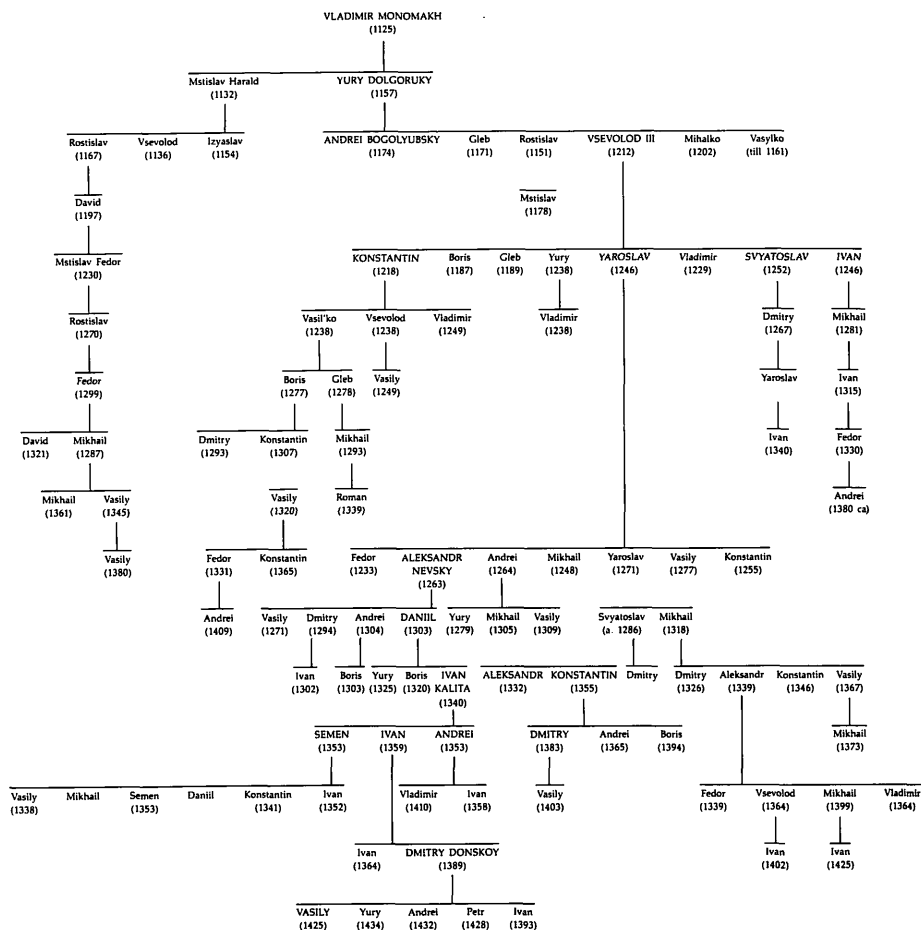 VLADIMIR MONOMAKH
(1125)
Mstislav Harald YURY DOLGORUKY
(1132) (1157)
Rostislav Vsevolod Izyaslav ANDREI BOGOLYUBSKY Gleb Rostislav VSEVOLOD III Mihalko Vasylko
(1167) (1136) (1154) (1174) (1171) (1151) (1212) (1202) (till 1161)
David Mstislav
(1197) (1178)
Mstislav Fedor KONSTANTIN Boris Gleb Yury YAROSLAV Vladimir SVYATOSLAV IVAN
(1230) (1218) (1187) (1189) (1238) (1246) (1229) (1252) (1246)
Rostislav Vasil'ko Vsevolod Vladimir Vladimir Dmitry Mikhail
(1270) (1238) (1238) (1249) (1238) (1267) (1281)
Fedor Boris Gleb Vasily Yaroslav Ivan
(1299) (1277) (1278) (1249) (1315)
David Mikhail Dmitry Konstantin Mikhail Ivan Fedor
(1321) (1287) (1293) (1307) (1293) (1340) (1330)
Mikhail Vasily Vasily Roman Andrei
(1361) (1345) (1320) (1339) (1380 ca)
Vasily Fedor Konstantin Fedor ALEKSANDR Andrei Mikhail Yaroslav Vasily Konstantin
(1380) (1331) (1365) (1233) NEVSKY (1264) (1248) (1271) (1277) (1255)
(1263)
Andrei Vasily Dmitry Andrei DANIIL Yury Mikhail Vasily Svyatoslav Mikhail
(1409) (1271) (1294) (1304) (1303) (1279) (1305) (1309) (a. 1286) (1318)
Ivan Boris Yury Boris IVAN ALEKSANDR KONSTANTIN Dmitry Dmitry Aleksandr Konstantin Vasily
(1302) (1303) (1325) (1320) KALITA (1332) (1355) (1326) (1339) (1346) (1367)
(1340)
SEMEN IVAN ANDREI DMITRY Andrei Boris Mikhail
(1353) (1359) (1353) (1383) (1365) (1394) (1373)
Vasily Mikhail Semen Daniil Konstantin Ivan Vladimir Ivan Vasily Fedor Vsevolod Mikhail Vladimir
(1338) (1353) (1341) (1352) (1410) (1358) (1403) (1339) (1364) (1399) (1364)
Ivan DMITRY DONSKOY Ivan Ivan
(1364) (1389) (1402) (1425)
VASILY Yury Andrei Petr Ivan
(1425) (1434) (1432) (1428) (1393)